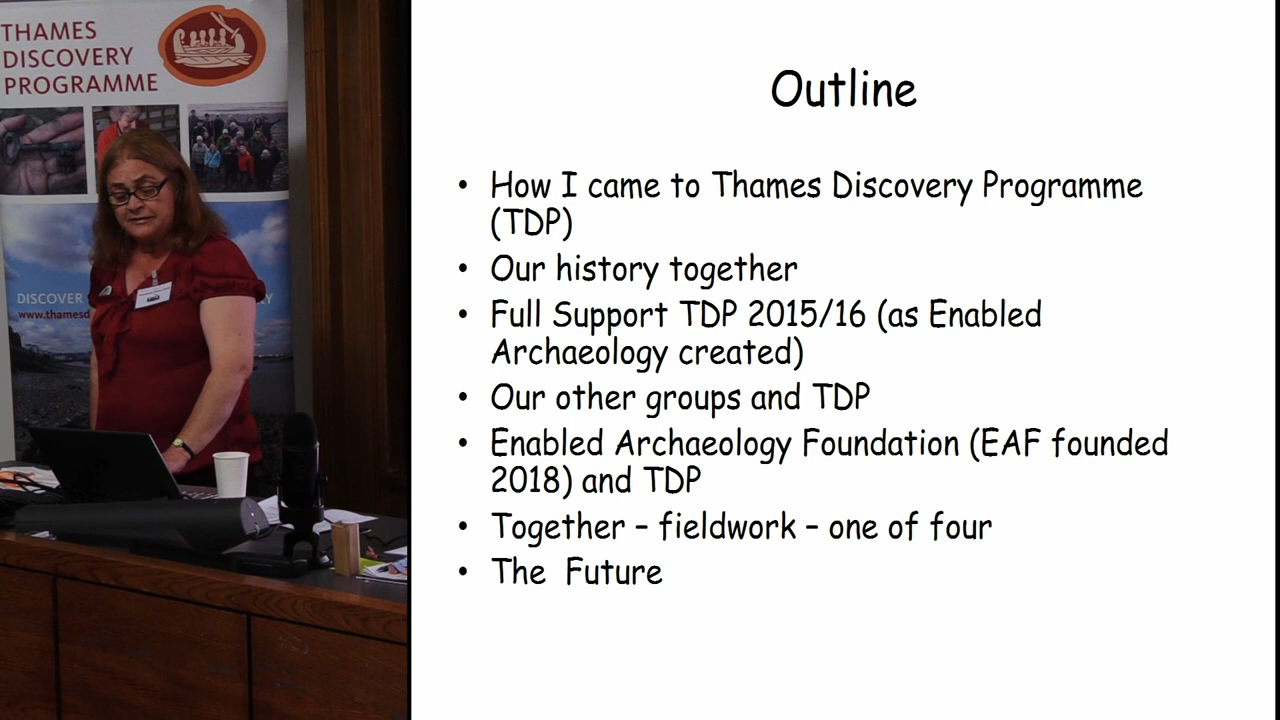 THAMES
DISCOVERY
PROGRAMME
DISCOVER
www.thamesd
Outline
• How I came to Thames Discovery Programme
(TDP)
• Our history together
• Full Support TDP 2015/16 (as Enabled
Archaeology created)
• Our other groups and TDP
• Enabled Archaeology Foundation (EAF founded
2018) and TDP
• Together – fieldwork – one of four
• The Future